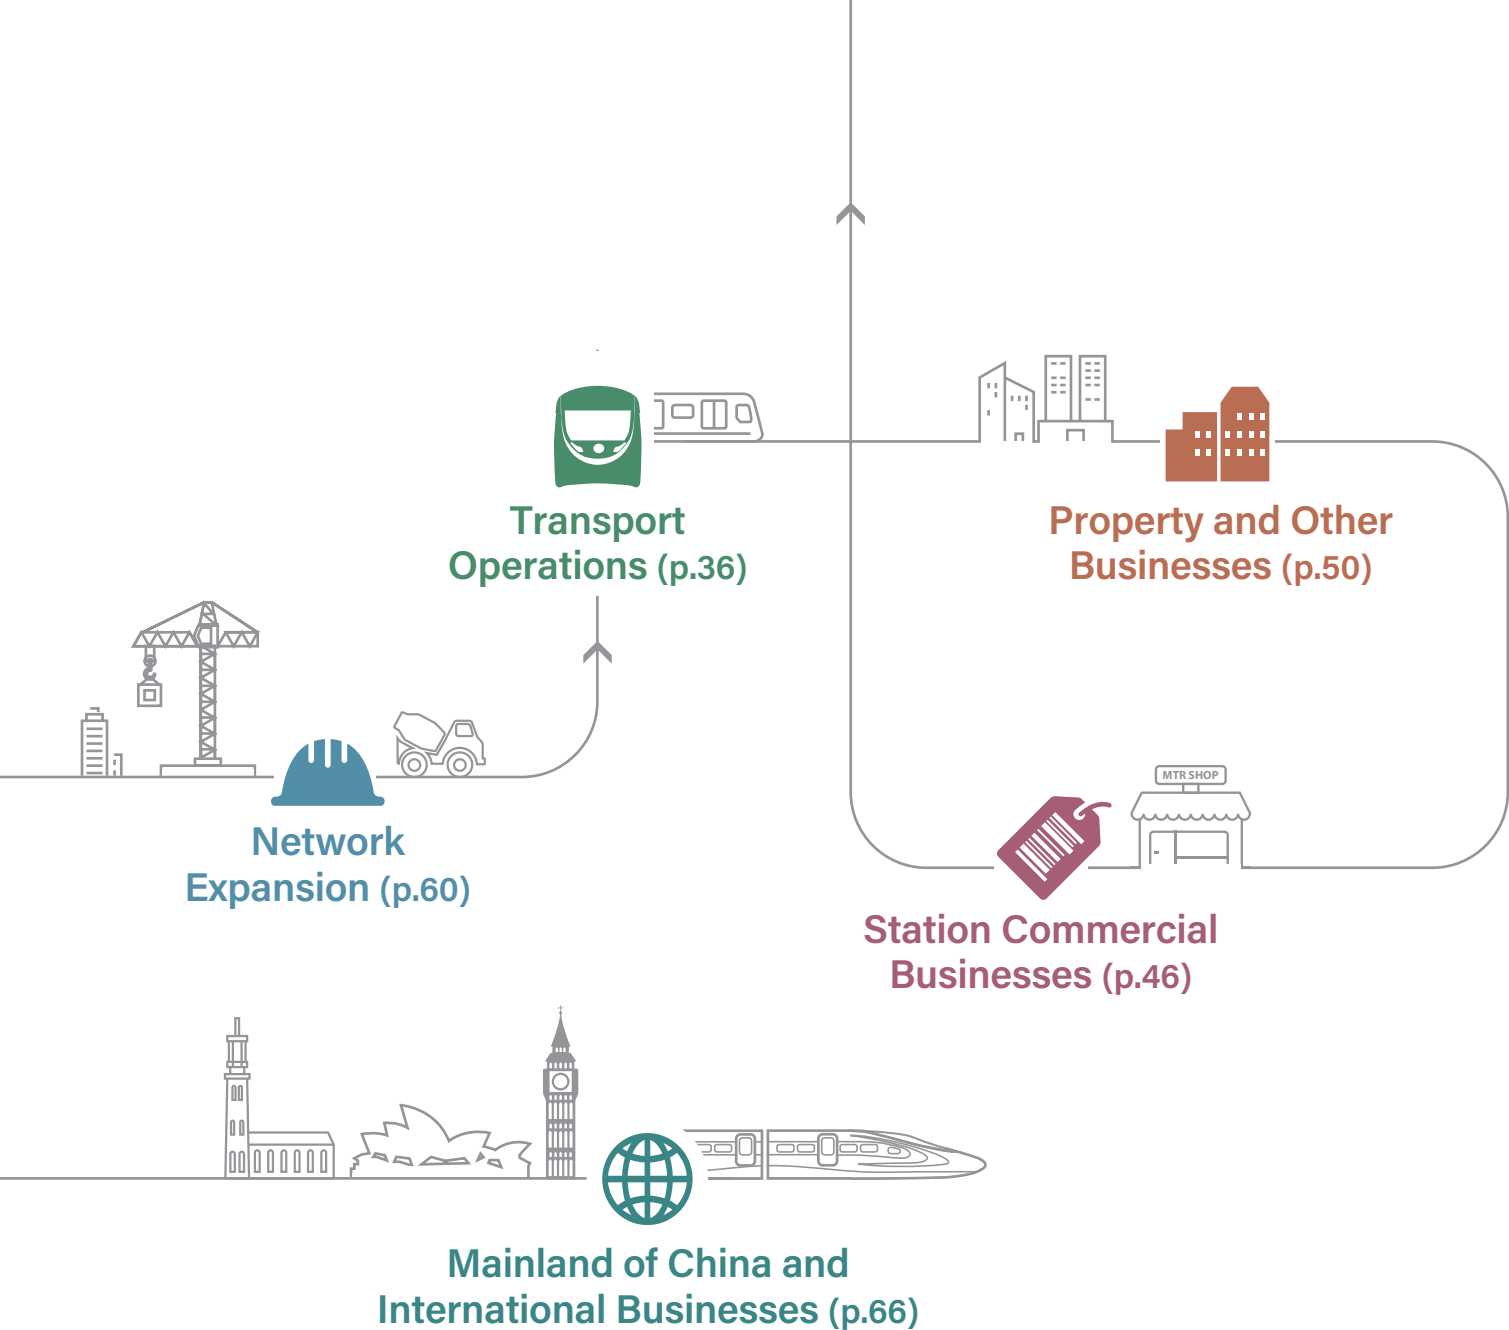 Transport
Operations (p.36)
Property and Other
Businesses (p.50)
Network
Expansion (p.60)
MTR SHOP
Station Commercial
Businesses (p.46)
Mainland of China and
International Businesses (p.66)